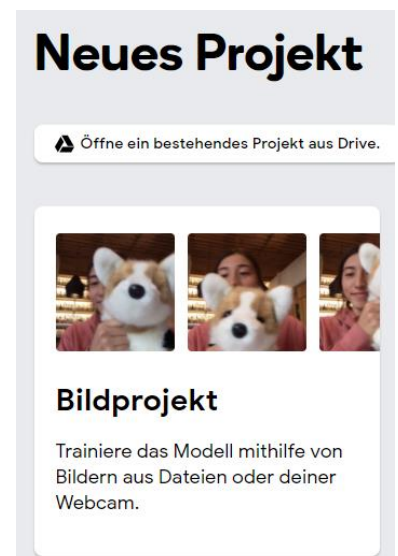 Neues Projekt
Öffne ein bestehendes Projekt aus Drive.
Bildprojekt
Trainiere das Modell mithilfe von
Bildern aus Dateien oder deiner
Webcam.